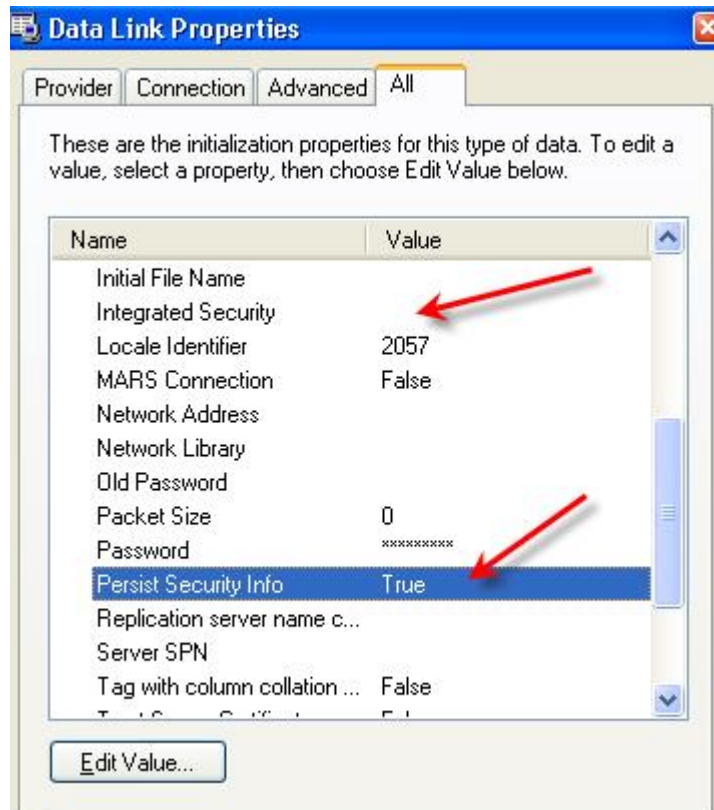 Data Link Properties
Provider Connection Advanced All
These are the initialization properties for this type of data. To edit a
value, select a property, then choose Edit Value below.
Name Value
Initial File Name
Integrated Security
Locale Identifier 2057
MARS Connection False
Network Address
Network Library
Old Password
Packet Size 0
Password *********
Persist Security Info True
Replication server name c...
Server SPN
Tag with column collation ... False
Edit Value...